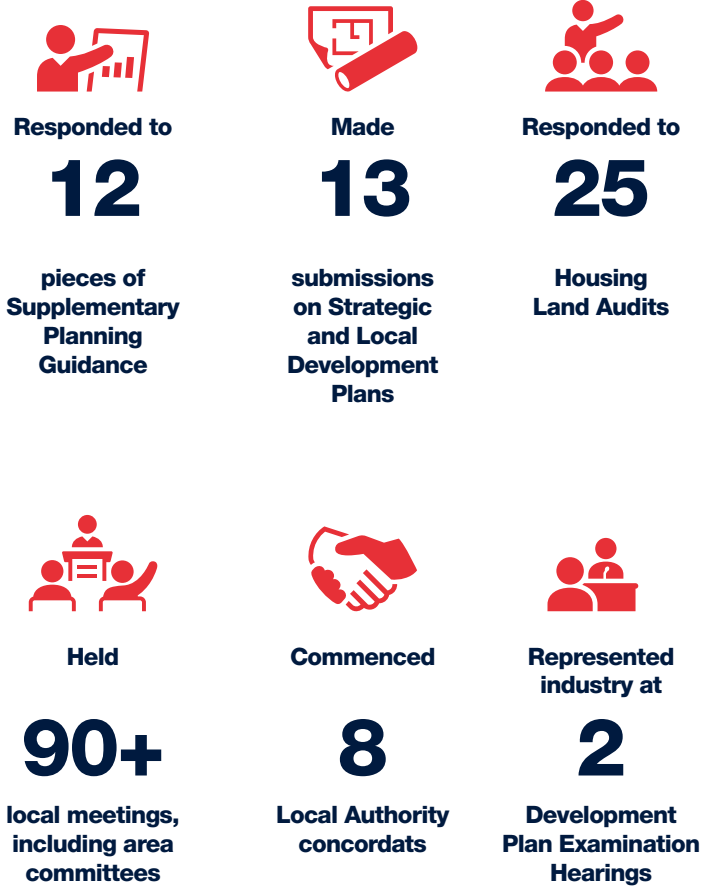 Responded to
12
pieces of
Supplementary
Planning
Guidance
Made
13
submissions
on Strategic
and Local
Development
Plans
Responded to
25
Housing
Land Audits
Held
90+
local meetings,
including area
committees
Commenced
8
Local Authority
concordats
Represented
industry at
2
Development
Plan Examination
Hearings